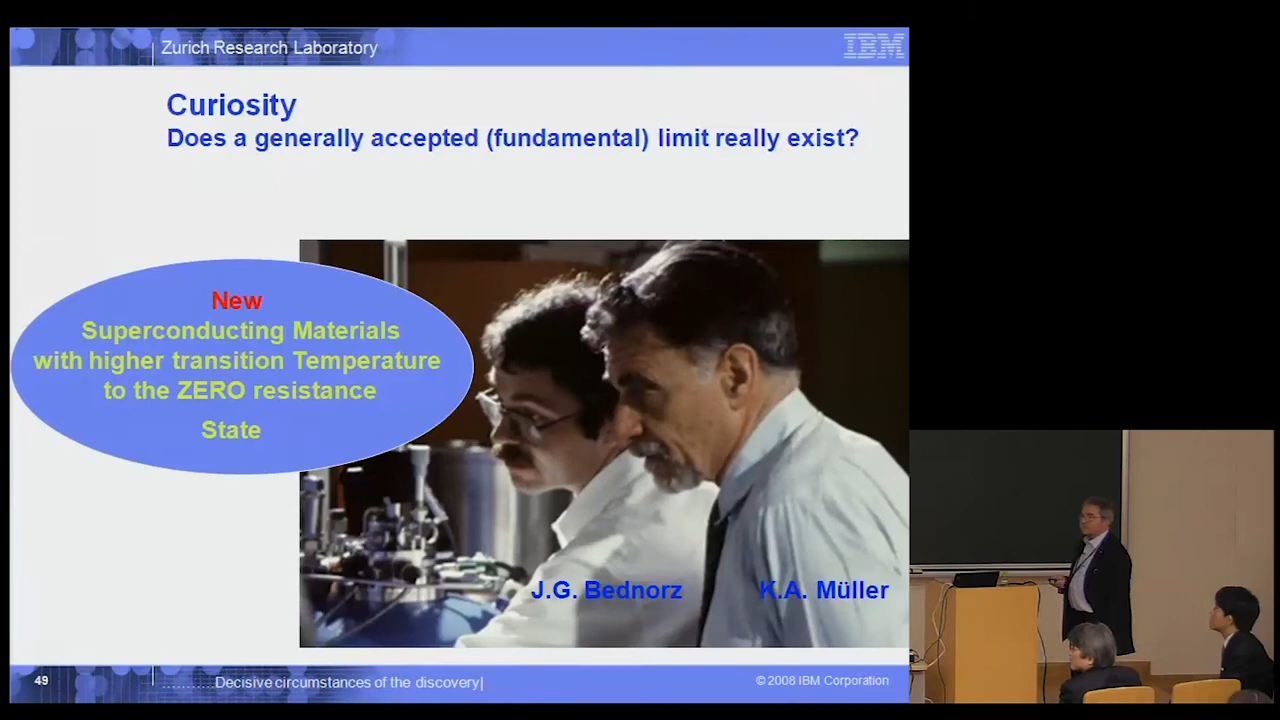 Zurich Research Laboratory
IBM
Curiosity
Does a generally accepted (fundamental) limit really exist?
New
Superconducting Materials
with higher transition Temperature
to the ZERO resistance
State
J.G. Bednorz
K.A. Müller
49
..........Decisive circumstances of the discovery|
© 2008 IBM Corporation